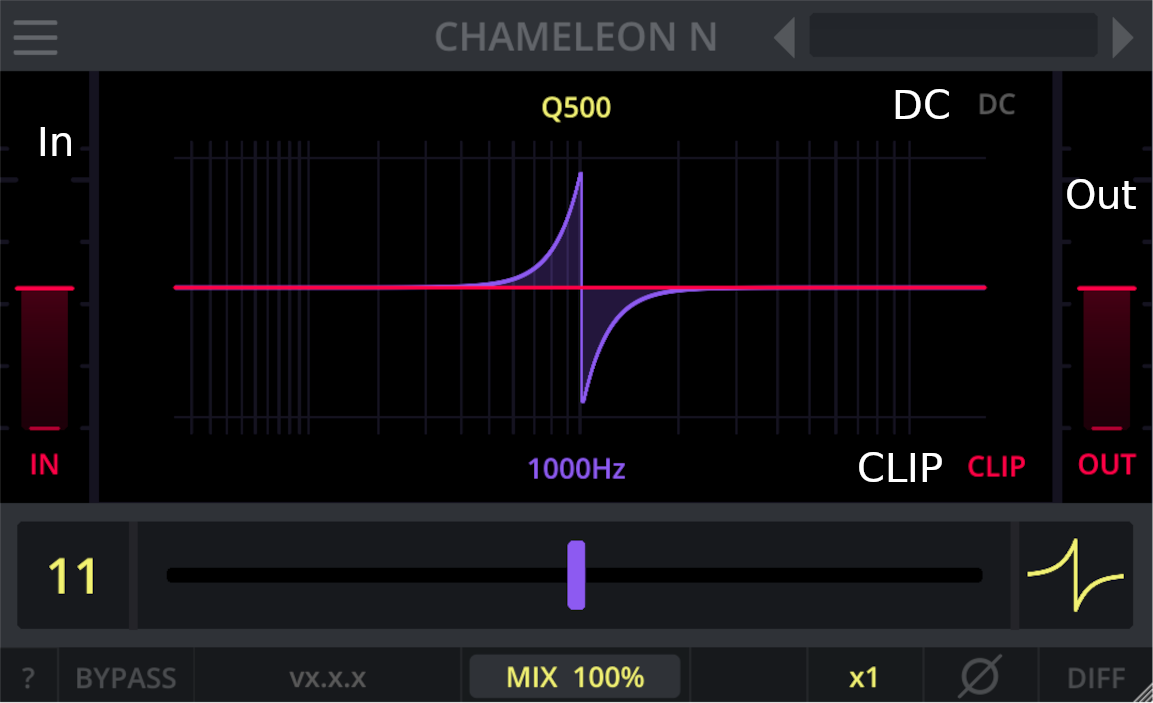 CHAMELEON N
Q500
DC DC
In
Out
1000Hz
CLIP CLIP
IN
OUT
11
? BYPASS vx.x.x MIX 100% x1 Ø DIFF